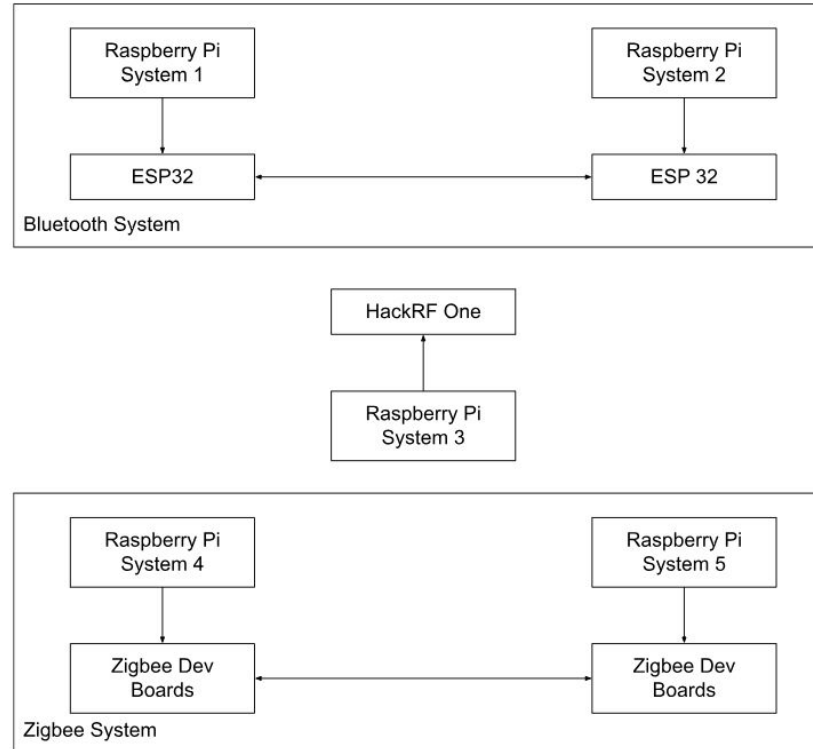 Raspberry Pi
System 1
Raspberry Pi
System 2
ESP32
ESP 32
Bluetooth System
HackRF One
Raspberry Pi
System 3
Raspberry Pi
System 4
Raspberry Pi
System 5
Zigbee Dev
Boards
Zigbee Dev
Boards
Zigbee System